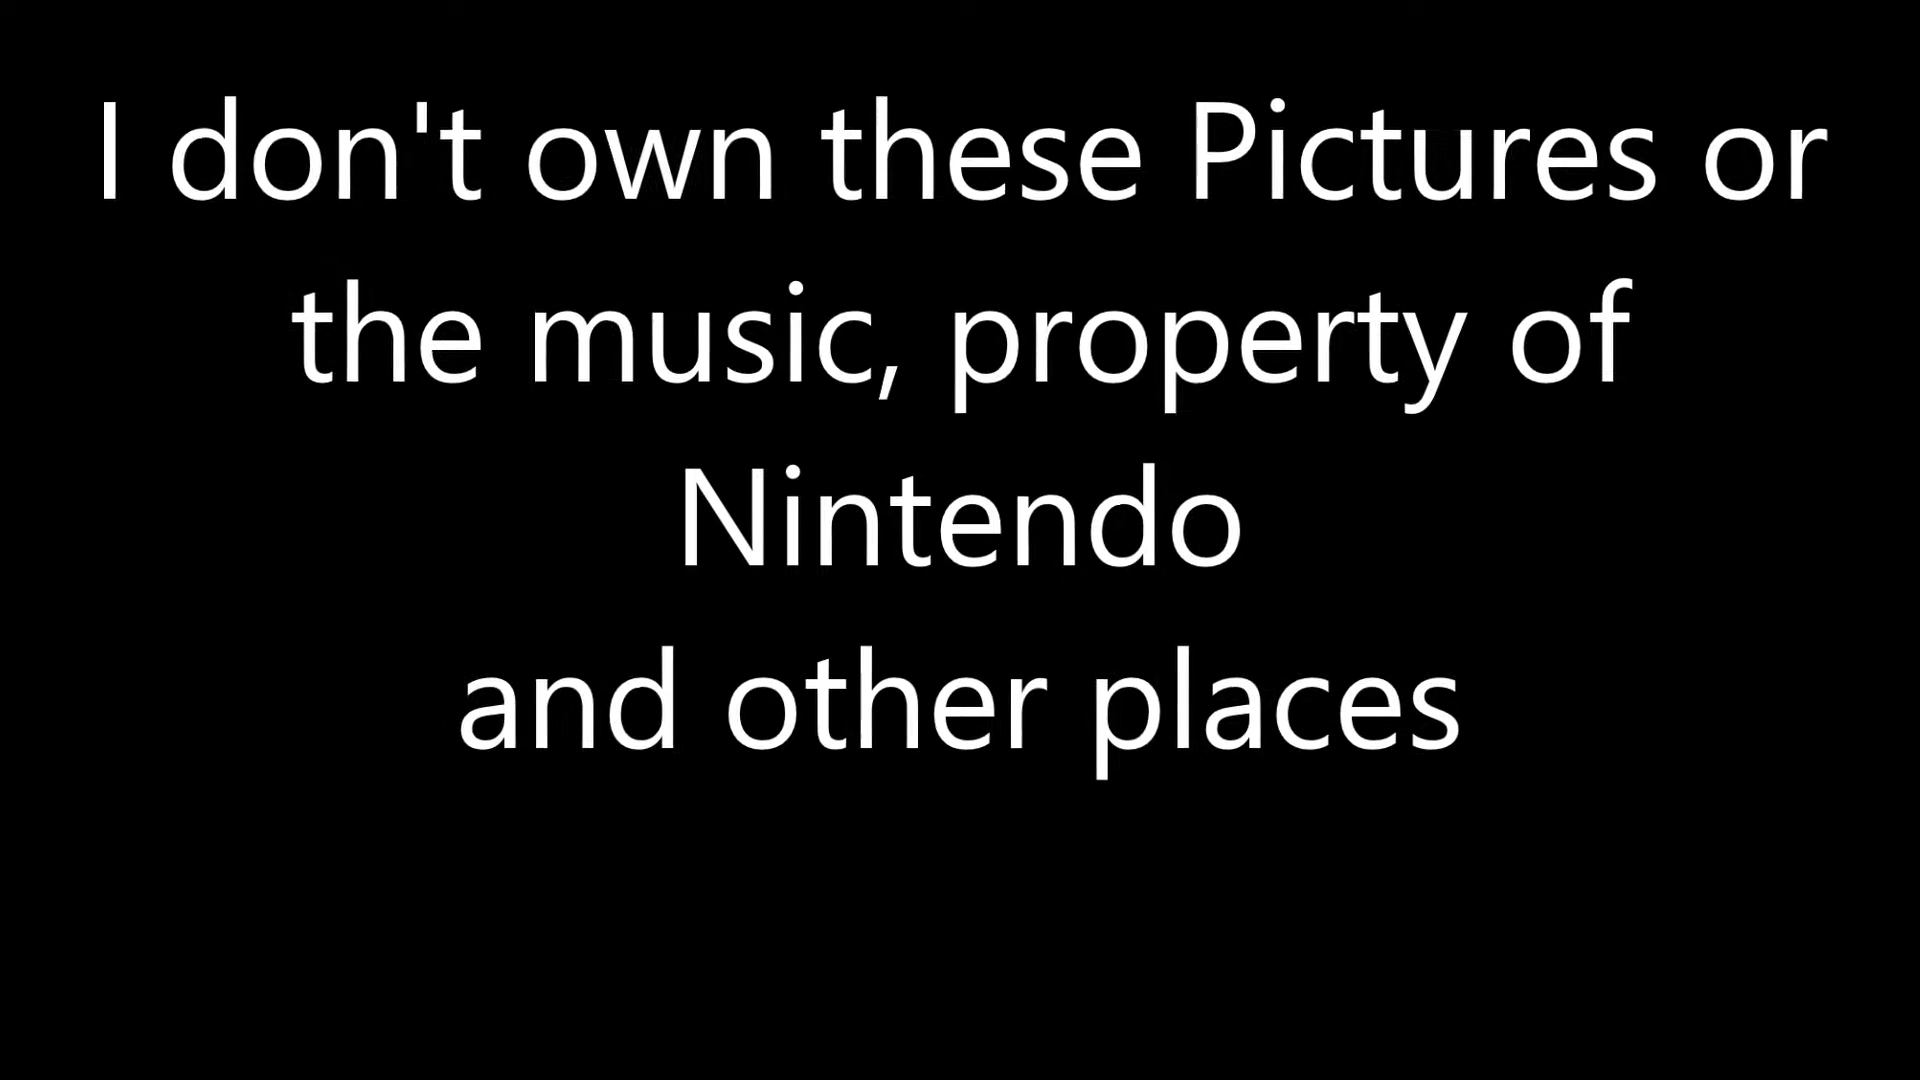 I don't own these Pictures or
the music, property of
Nintendo
and other places